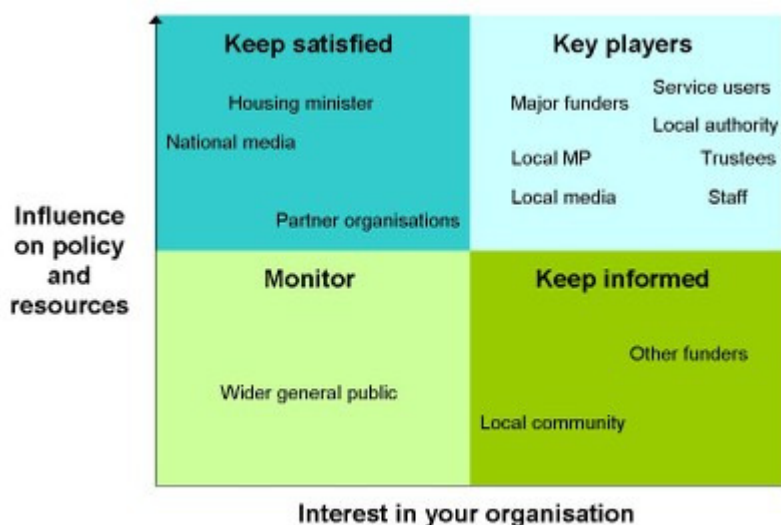 Keep satisfied
Housing minister
National media
Partner organisations
Key players
Service users
Major funders
Local authority
Local MP
Trustees
Local media
Staff
Influence
on policy
and
resources
Monitor
Wider general public
Keep informed
Other funders
Local community
Interest in your organisation